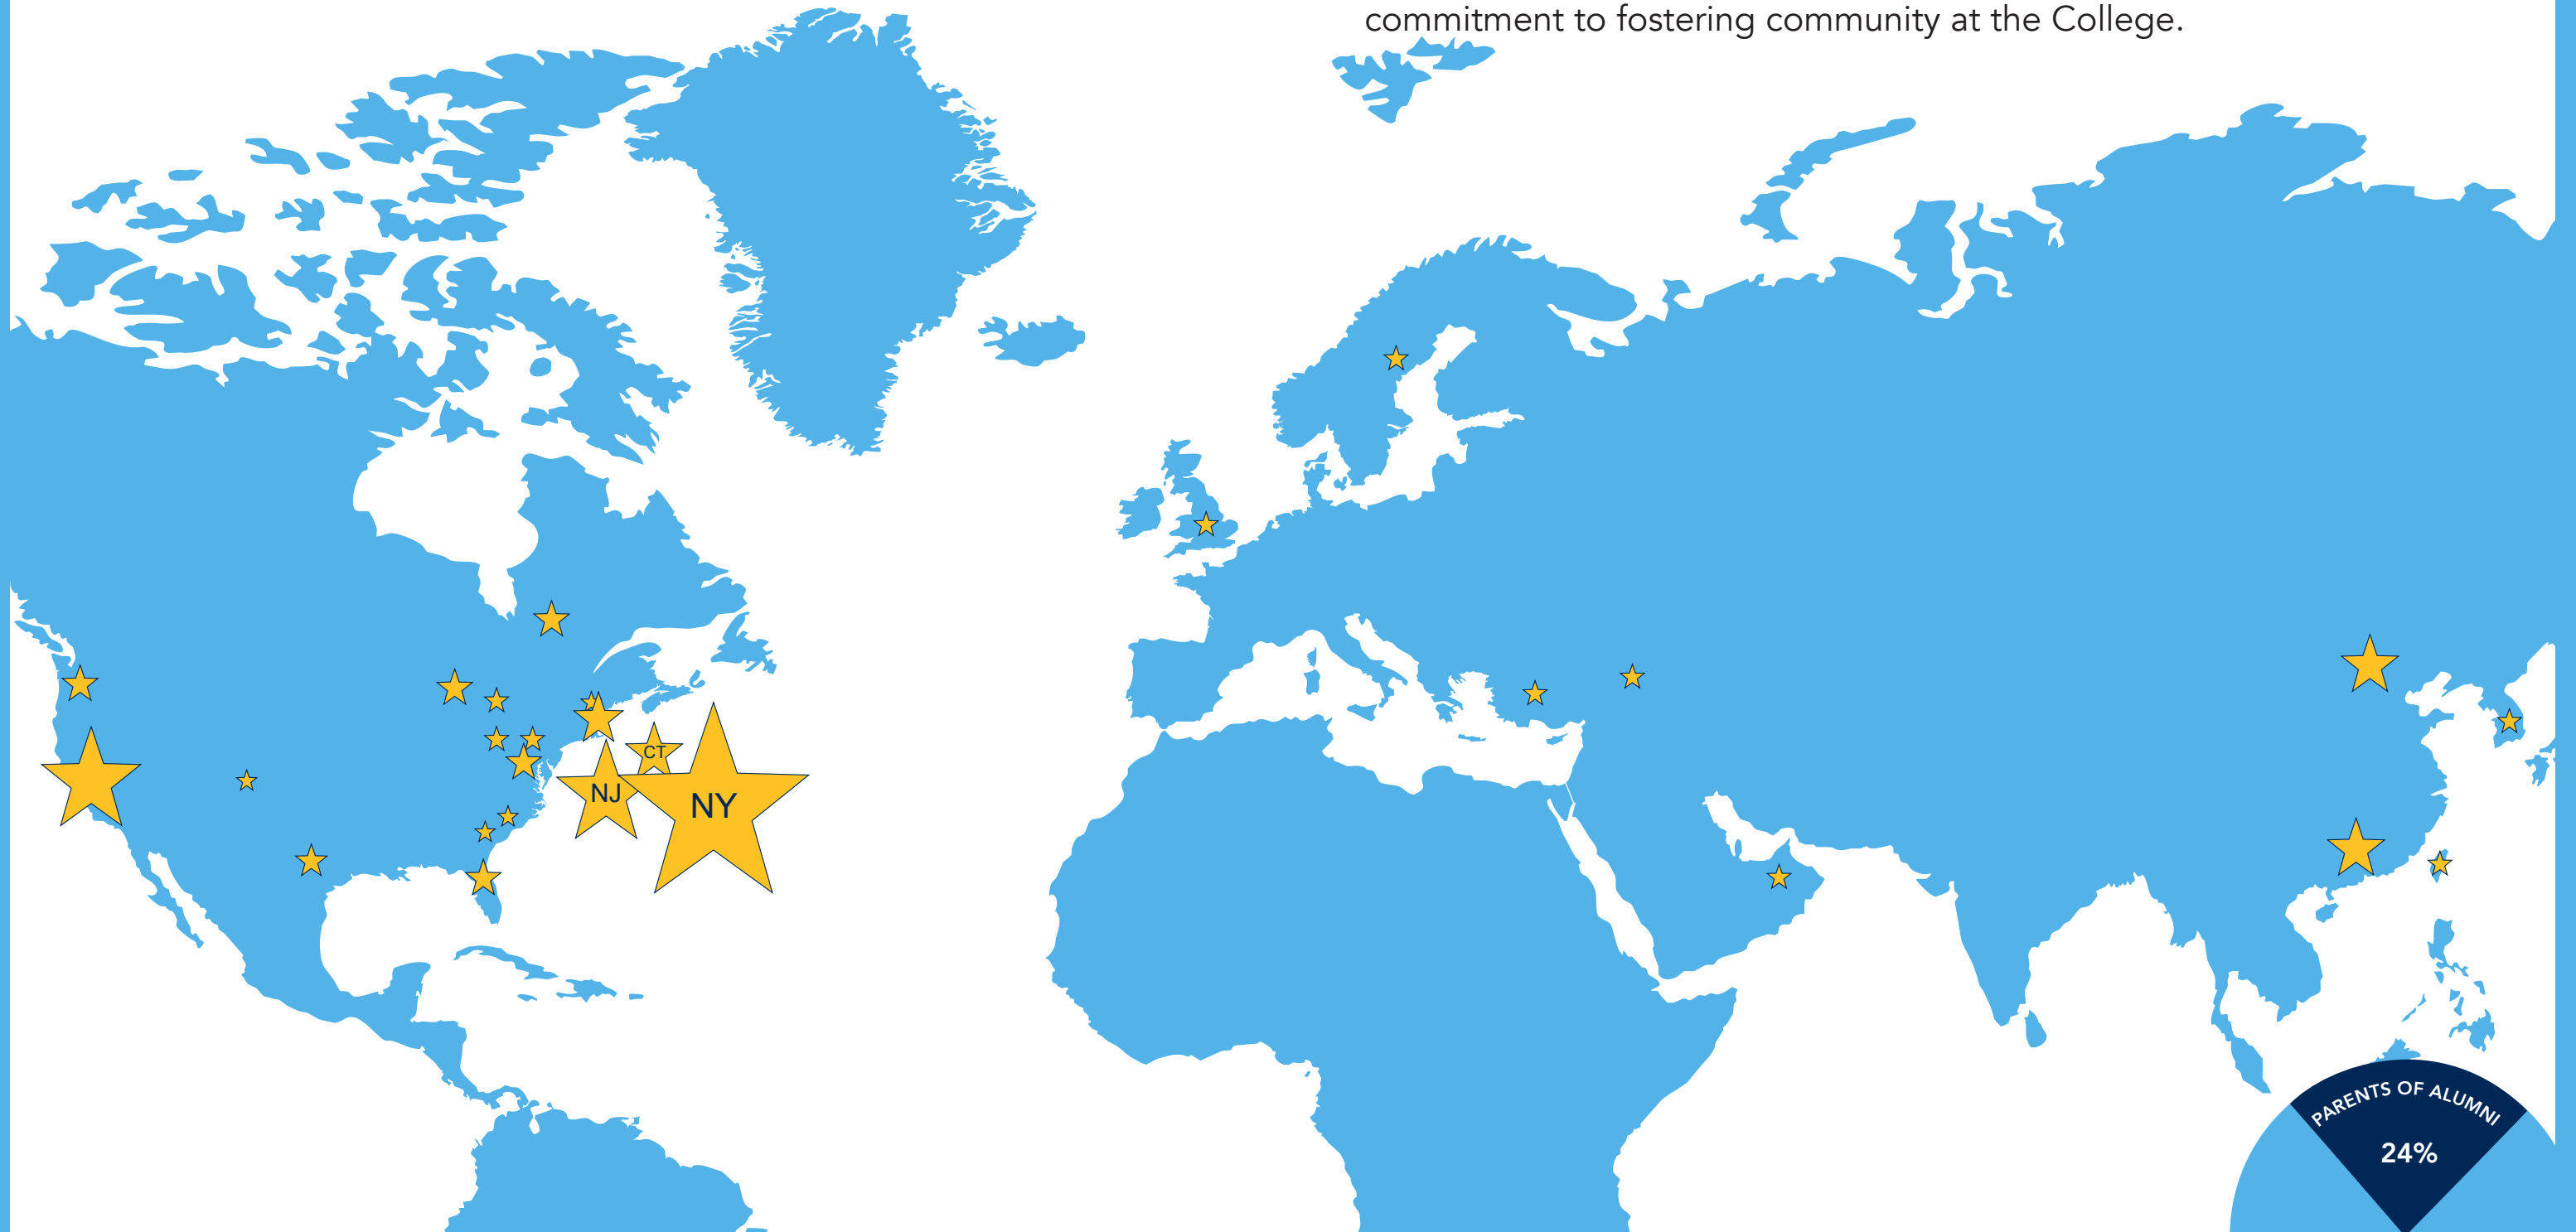 commitment to fostering community at the College.
CT
NJ
NY
PARENTS OF ALUMNI
24%